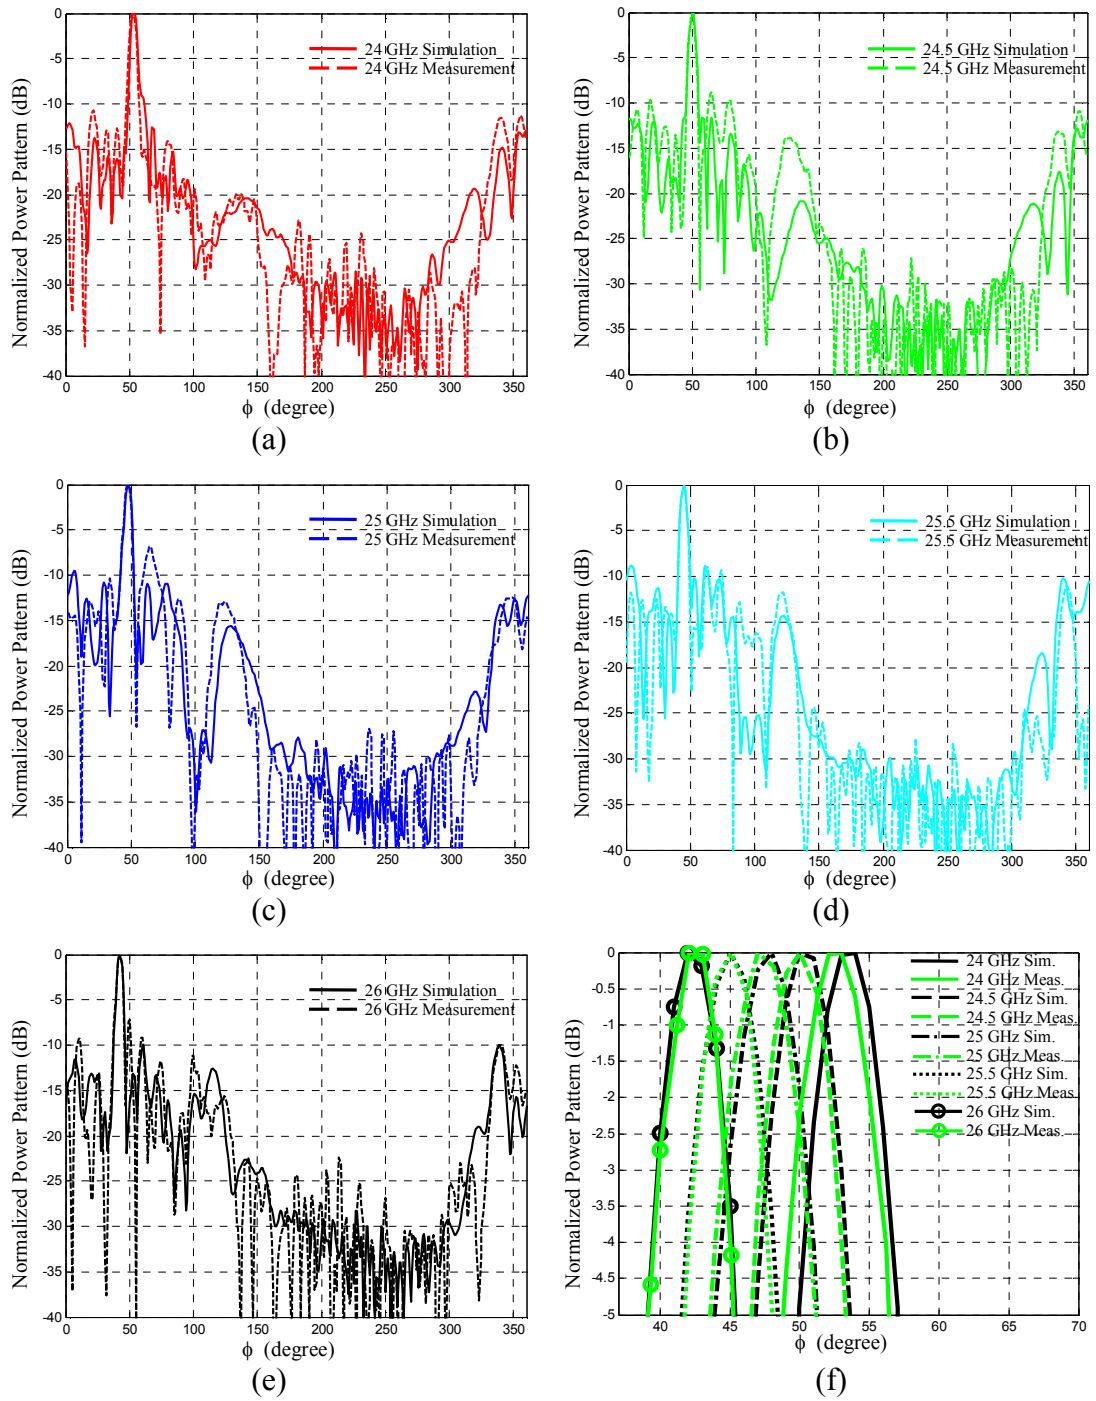 Normalized Power Pattern (dB)
0
-5
-10
-15
-20
-25
-30
-35
-40
24 GHz Simulation
24 GHz Measurement
0 50 100 150 200 250 300 350
ϕ (degree)
(a)
Normalized Power Pattern (dB)
0
-5
-10
-15
-20
-25
-30
-35
-40
24.5 GHz Simulation
24.5 GHz Measurement
0 50 100 150 200 250 300 350
ϕ (degree)
(b)
Normalized Power Pattern (dB)
0
-5
-10
-15
-20
-25
-30
-35
-40
25 GHz Simulation
25 GHz Measurement
0 50 100 150 200 250 300 350
ϕ (degree)
(c)
Normalized Power Pattern (dB)
0
-5
-10
-15
-20
-25
-30
-35
-40
25.5 GHz Simulation
25.5 GHz Measurement
0 50 100 150 200 250 300 350
ϕ (degree)
(d)
Normalized Power Pattern (dB)
0
-5
-10
-15
-20
-25
-30
-35
-40
26 GHz Simulation
26 GHz Measurement
0 50 100 150 200 250 300 350
ϕ (degree)
(e)
Normalized Power Pattern (dB)
0
-0.5
-1
-1.5
-2
-2.5
-3
-3.5
-4
-4.5
-5
24 GHz Sim.
24 GHz Meas.
24.5 GHz Sim.
24.5 GHz Meas.
25 GHz Sim.
25 GHz Meas.
25.5 GHz Sim.
25.5 GHz Meas.
26 GHz Sim.
26 GHz Meas.
40 45 50 55 60 65 70
ϕ (degree)
(f)